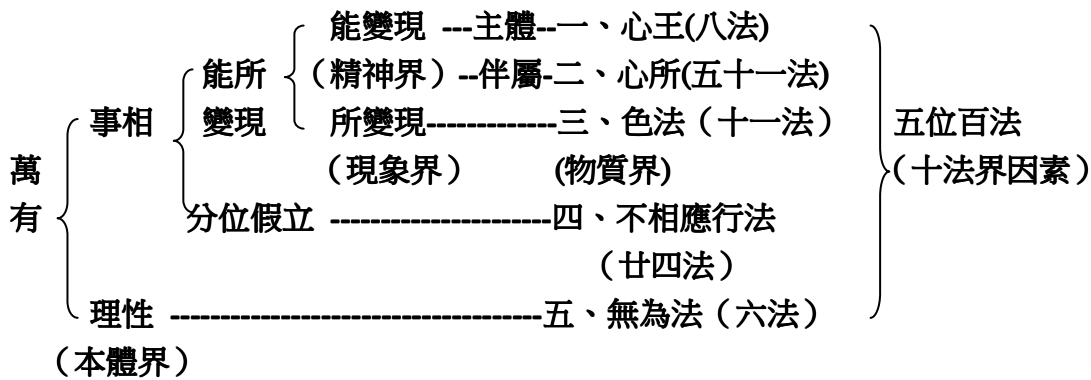 能變現 ---主體--一、心王(八法)
能所 （精神界）--伴屬-二、心所(五十一法)
事相 變現 所變現-------------三、色法（十一法） 五位百法
萬 （現象界） (物質界) （十法界因素）
有 分位假立 ----------------------四、不相應行法
（廿四法）
理性 -------------------------------------五、無為法（六法）
（本體界）